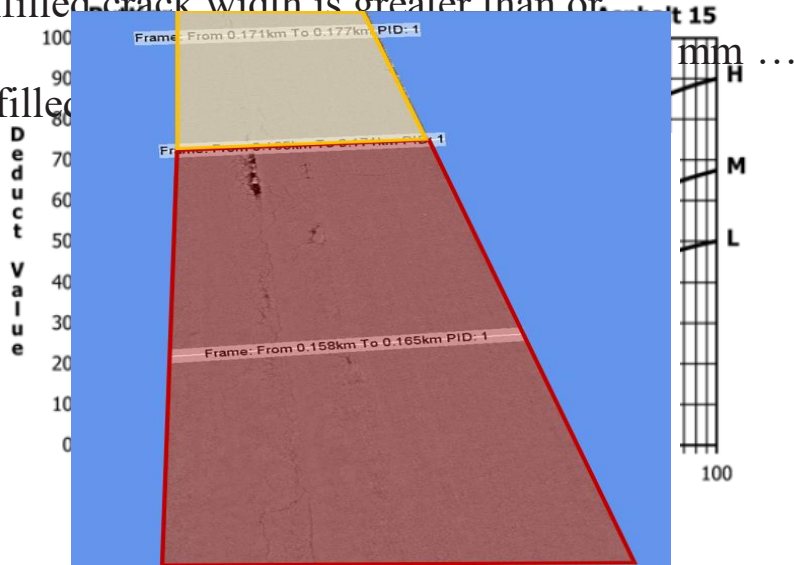 filled crack width is greater than or
Asphalt 15
Frame: From 0.171km To 0.177km PID: 1
mm …
filled
100
90
80
70
60
50
40
30
20
10
0
Deduct Value
H
M
L
Frame: From 0.158km To 0.165km PID: 1
100